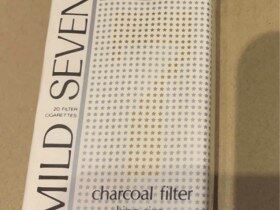 MILD SEVEN
20 FILTER
CIGARETTES
charcoal filter